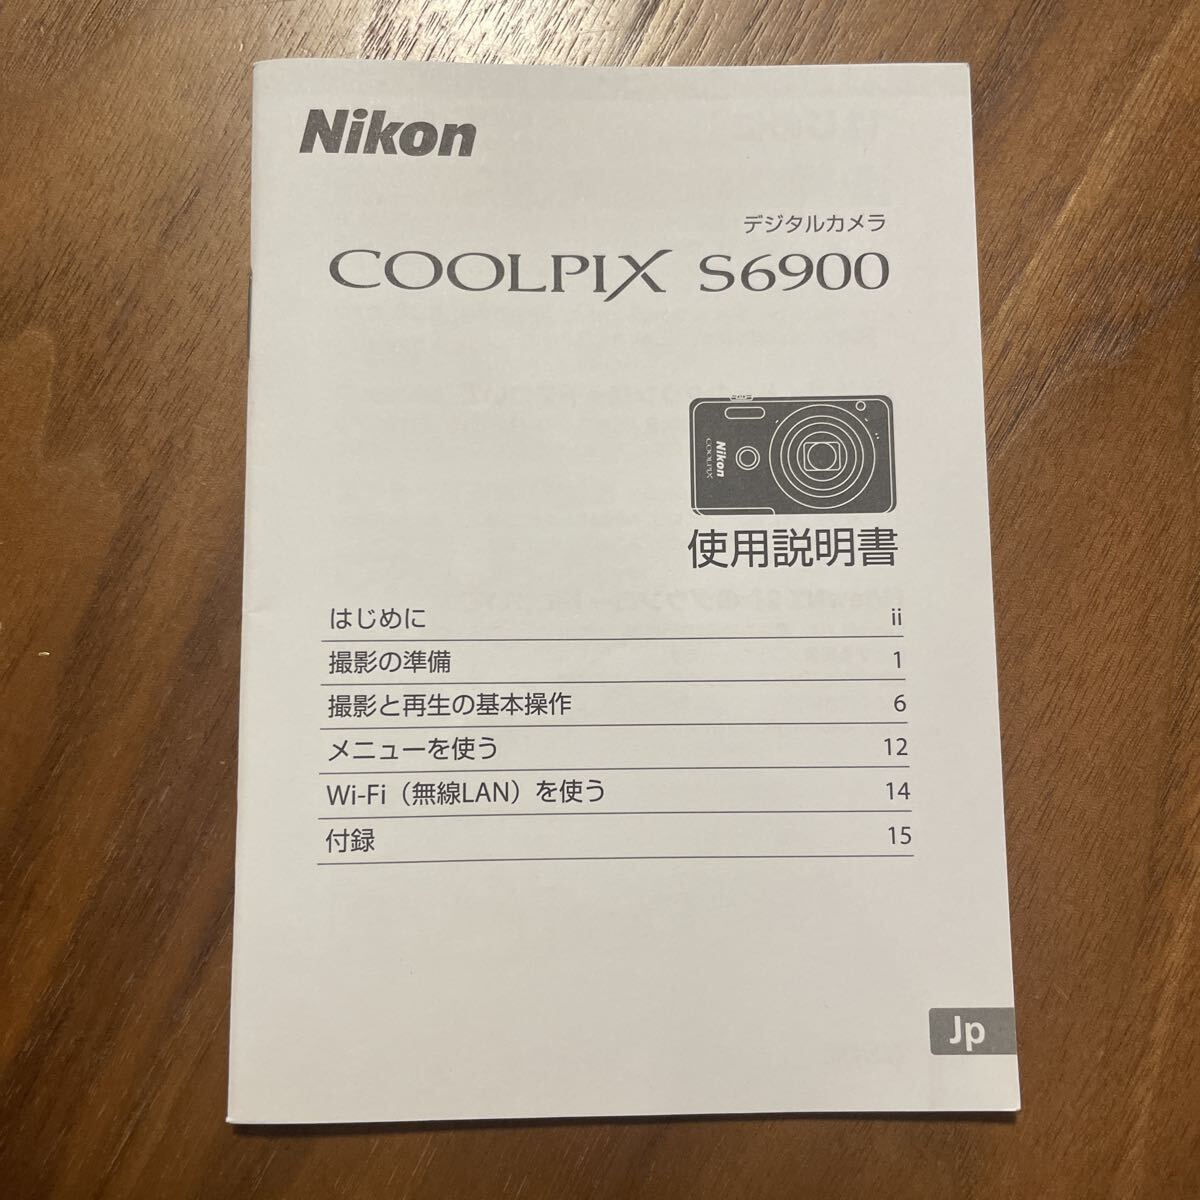 Nikon
デジタルカメラ
COOLPIX S6900
Nikon
COOLPIX
使用説明書
はじめに ii
撮影の準備 1
撮影と再生の基本操作 6
メニューを使う 12
Wi-Fi（無線LAN）を使う 14
付録 15
Jp